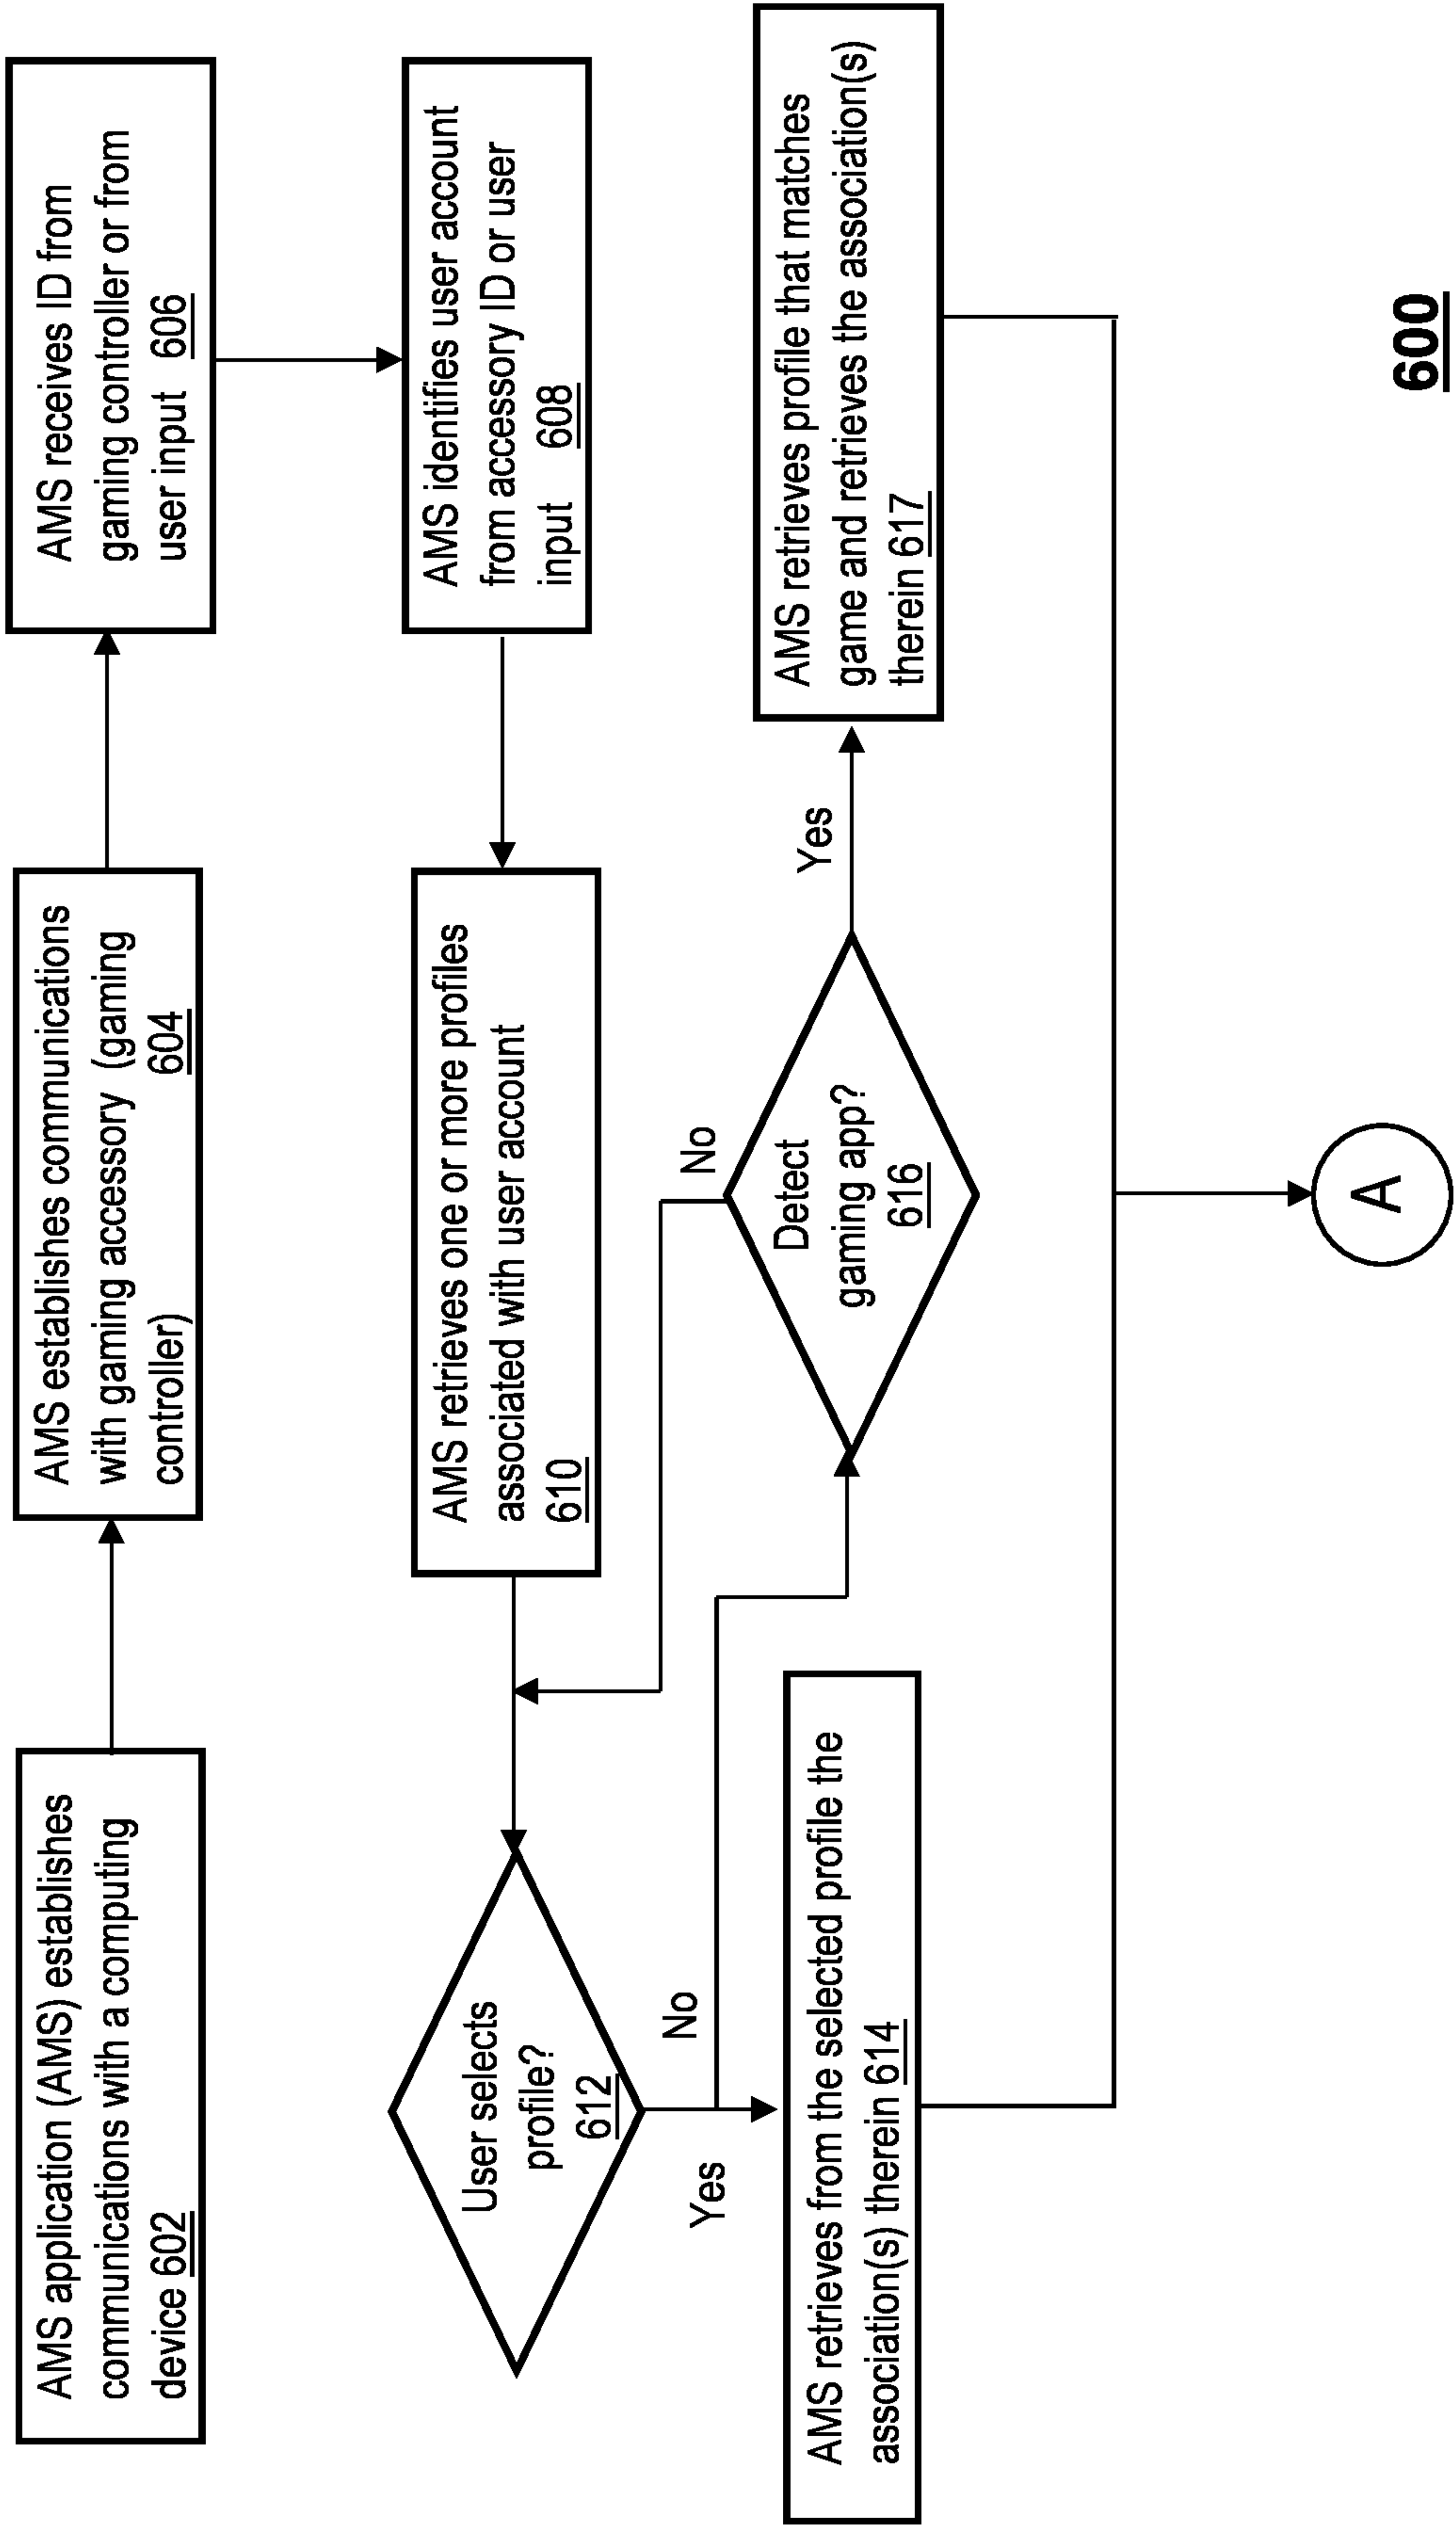 AMS application (AMS) establishes
communications with a computing
device 602
AMS establishes communications
with gaming accessory (gaming
controller) 604
AMS receives ID from
gaming controller or from
user input 606
AMS identifies user account
from accessory ID or user
input 608
AMS retrieves one or more profiles
associated with user account
610
User selects
profile?
612
No
Yes
AMS retrieves from the selected profile the
association(s) therein 614
Detect
gaming app?
616
No
Yes
AMS retrieves profile that matches
game and retrieves the association(s)
therein 617
A
600